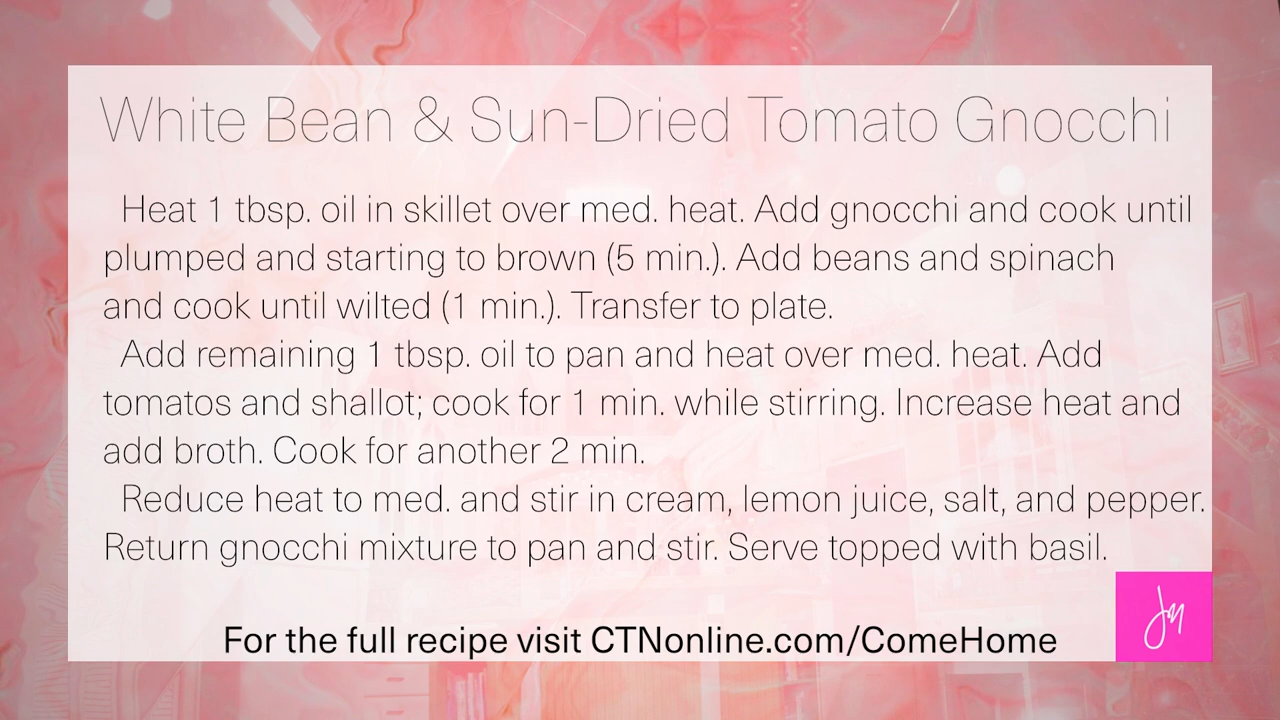 White Bean & Sun-Dried Tomato Gnocchi
Heat 1 tbsp. oil in skillet over med. heat. Add gnocchi and cook until
plumped and starting to brown (5 min.). Add beans and spinach
and cook until wilted (1 min.). Transfer to plate.
Add remaining 1 tbsp. oil to pan and heat over med. heat. Add
tomatos and shallot; cook for 1 min. while stirring. Increase heat and
add broth. Cook for another 2 min.
Reduce heat to med. and stir in cream, lemon juice, salt, and pepper.
Return gnocchi mixture to pan and stir. Serve topped with basil.
For the full recipe visit CTNonline.com/ComeHome